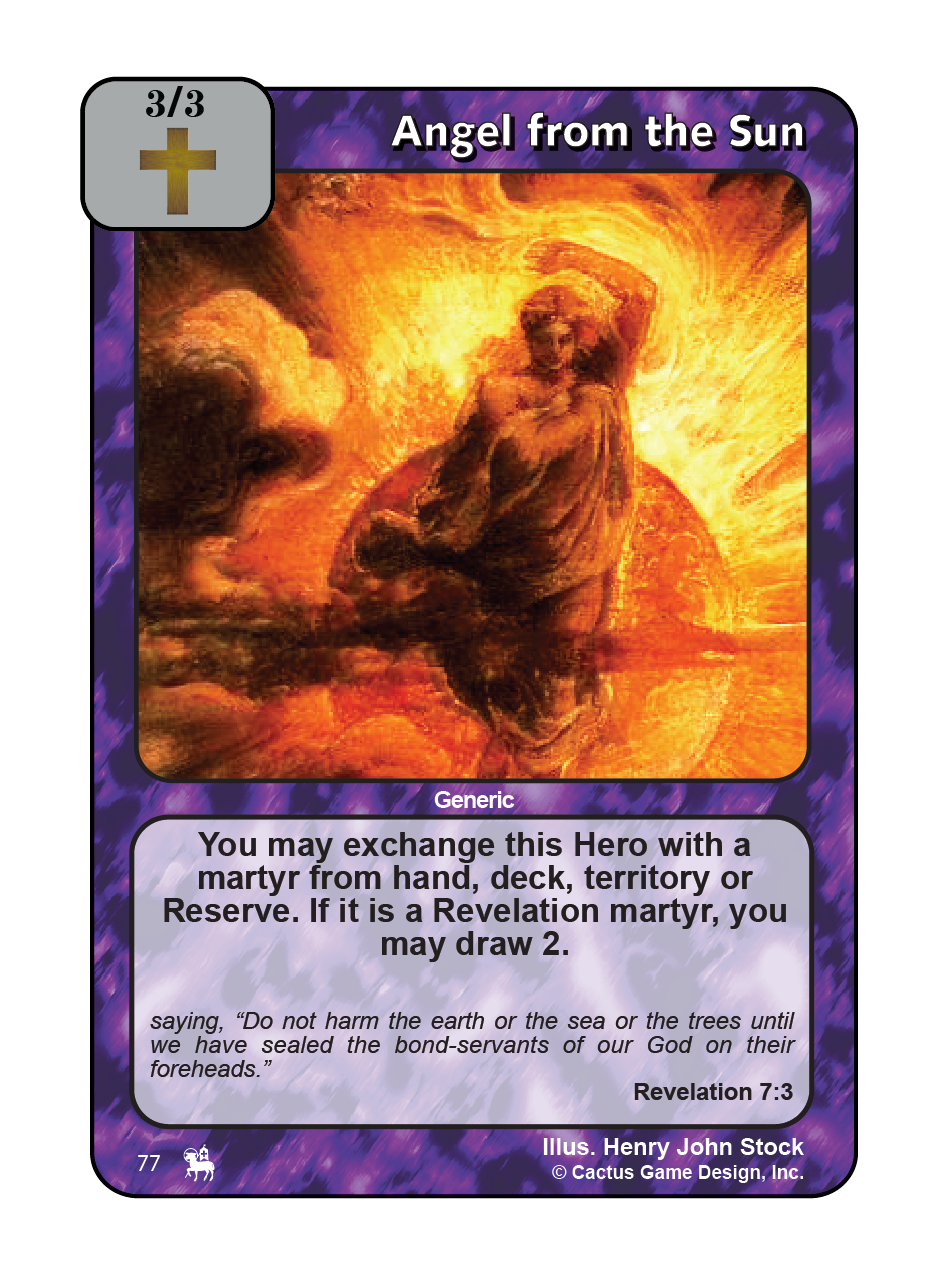 3/3
Angel from the Sun
Generic
You may exchange this Hero with a
martyr from hand, deck, territory or
Reserve. If it is a Revelation martyr, you
may draw 2.
saying, “Do not harm the earth or the sea or the trees until
we have sealed the bond-servants of our God on their
foreheads.”
Revelation 7:3
77
Illus. Henry John Stock
© Cactus Game Design, Inc.